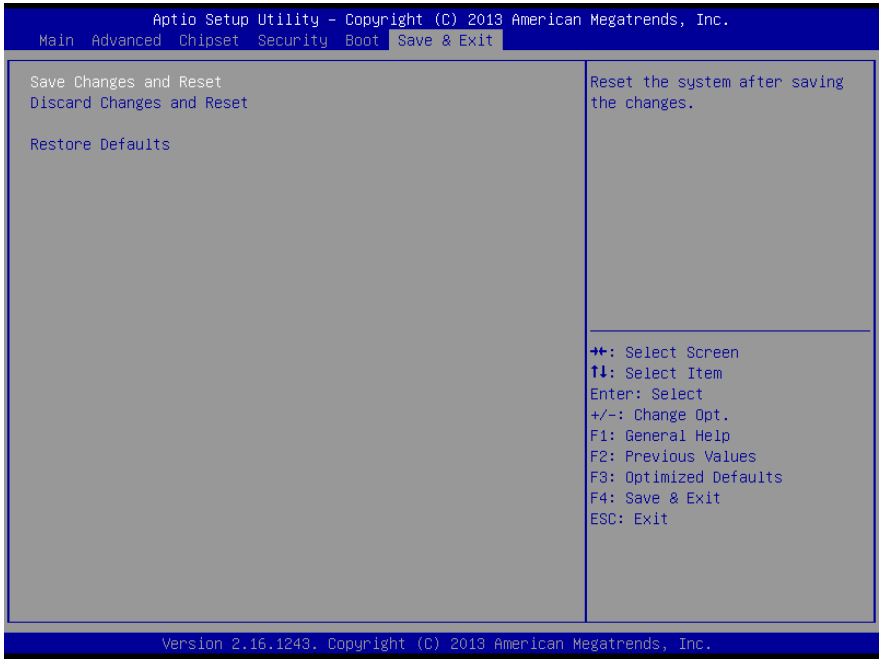 Aptio Setup Utility – Copyright (C) 2013 American Megatrends, Inc.
Main Advanced Chipset Security Boot Save & Exit
Save Changes and Reset
Discard Changes and Reset
Restore Defaults
Reset the system after saving
the changes.
→←: Select Screen
↑↓: Select Item
Enter: Select
+/-: Change Opt.
F1: General Help
F2: Previous Values
F3: Optimized Defaults
F4: Save & Exit
ESC: Exit
Version 2.16.1243. Copyright (C) 2013 American Megatrends, Inc.